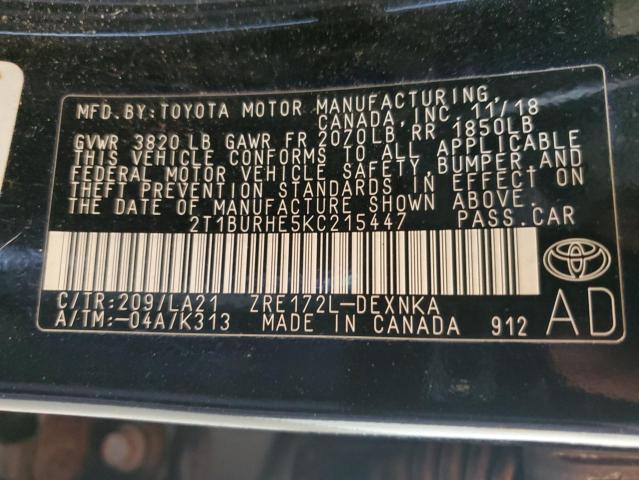 MFD.BY:TOYOTA MOTOR MANUFACTURING,
CANADA, INC. 11/18
GVWR 3820 LB GAWR FR 2070LB, RR 1850LB
THIS VEHICLE CONFORMS TO ALL APPLICABLE
FEDERAL MOTOR VEHICLE SAFETY, BUMPER AND
THEFT PREVENTION STANDARDS IN EFFECT ON
THE DATE OF MANUFACTURE SHOWN ABOVE.
2T1BURHE5KC215447 PASS.CAR
C/TR:209/LA21 ZRE172L-DEXNKA
A/TM:-04A/K313 MADE IN CANADA 912
AD